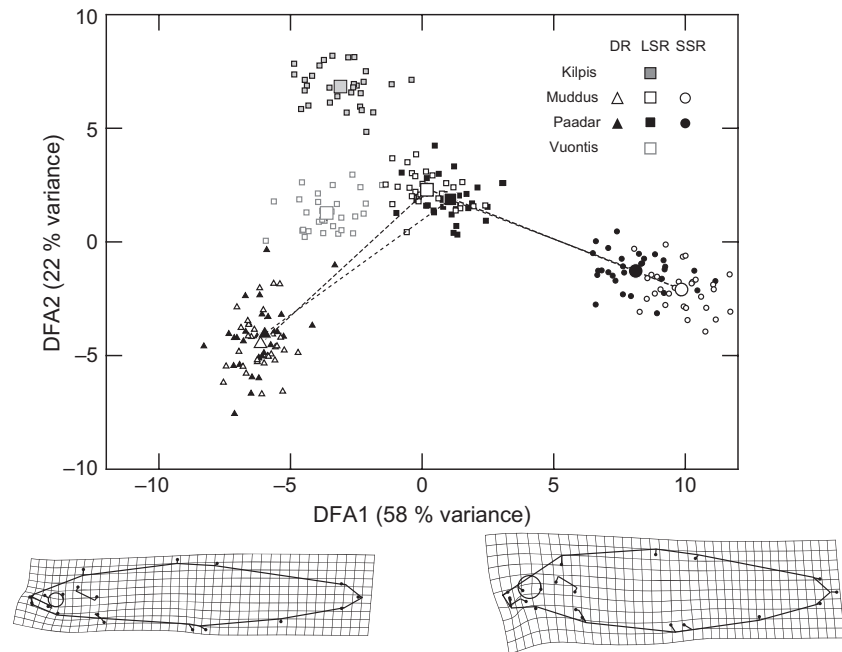 10
5
0
−5
−10
DFA2 (22 % variance)
DR LSR SSR
Kilpis
Muddus
Paadar
Vuontis
−10 −5 0 5 10
DFA1 (58 % variance)